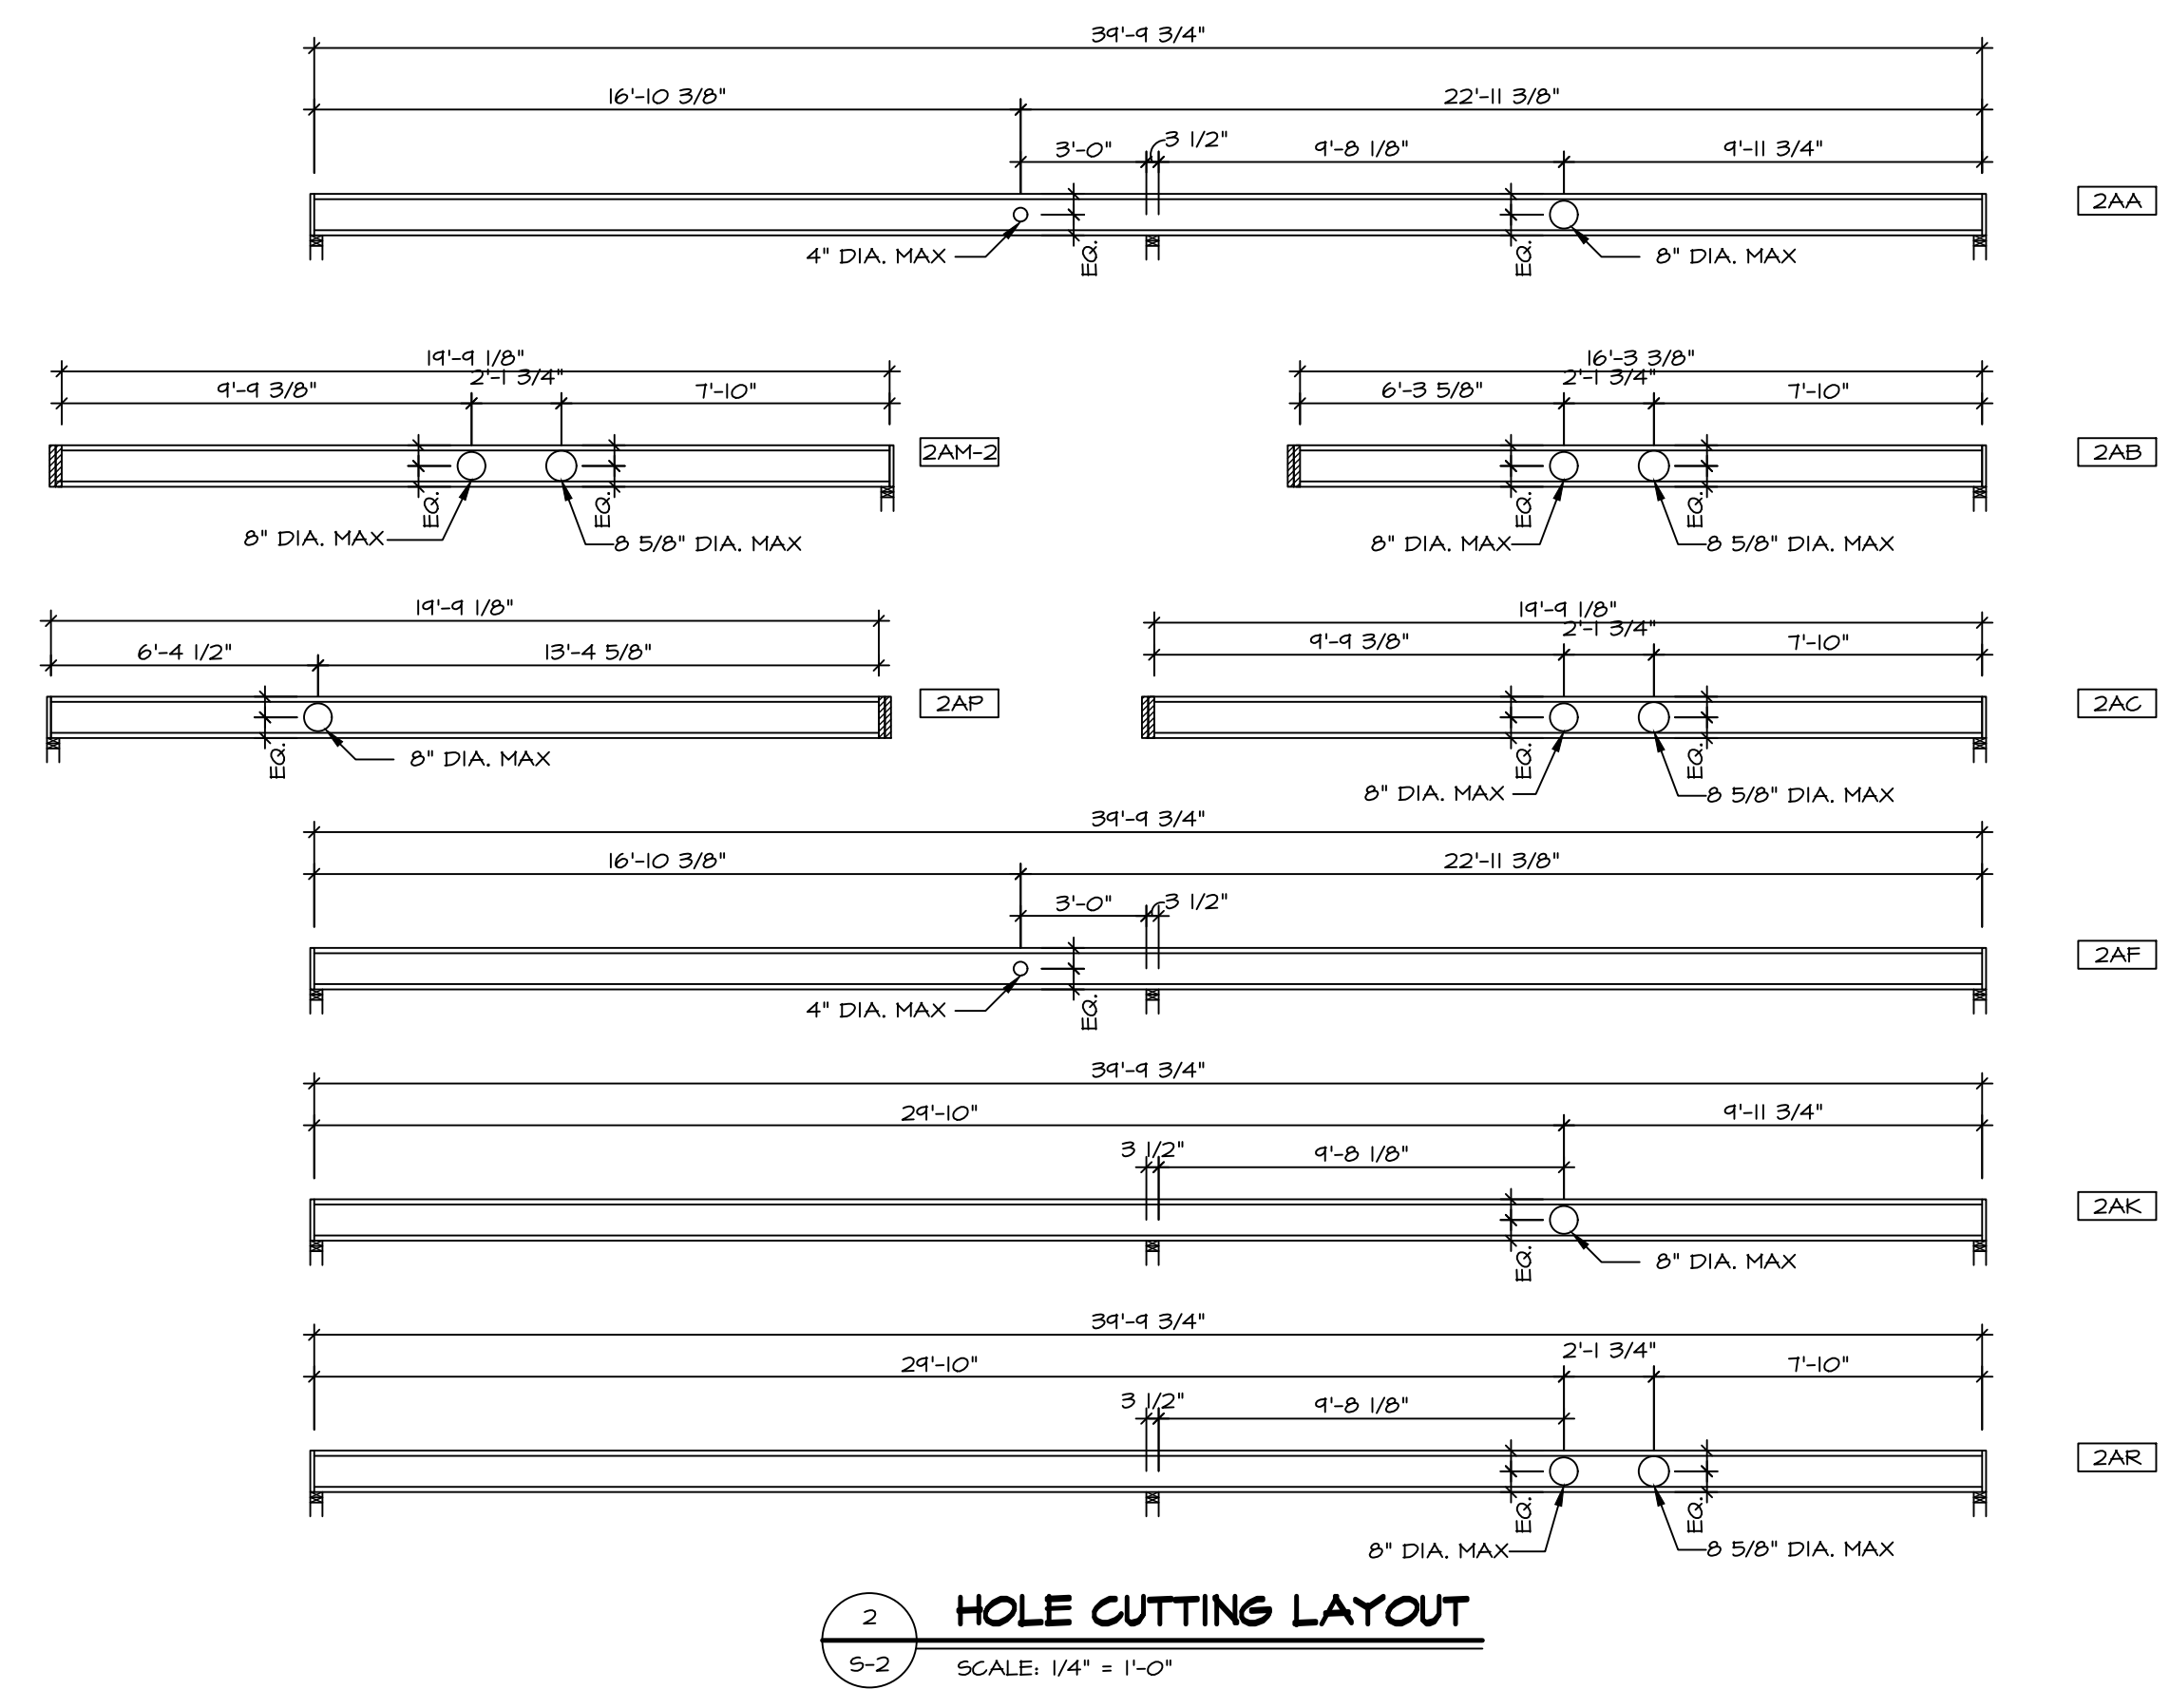 39'-9 3/4"
16'-10 3/8" 22'-11 3/8"
3'-0" 3 1/2" 9'-8 1/8" 9'-11 3/4"
2AA
4" DIA. MAX EQ. EQ. 8" DIA. MAX
19'-9 1/8"
9'-9 3/8" 2'-1 3/4" 7'-10"
2AM-2
EQ. EQ.
8" DIA. MAX 8 5/8" DIA. MAX
16'-3 3/8"
6'-3 5/8" 2'-1 3/4" 7'-10"
2AB
EQ. EQ.
8" DIA. MAX 8 5/8" DIA. MAX
19'-9 1/8"
6'-4 1/2" 13'-4 5/8"
2AP
EQ. 8" DIA. MAX
19'-9 1/8"
9'-9 3/8" 2'-1 3/4" 7'-10"
2AC
EQ. EQ.
8" DIA. MAX 8 5/8" DIA. MAX
39'-9 3/4"
16'-10 3/8" 22'-11 3/8"
3'-0" 3 1/2"
2AF
4" DIA. MAX EQ.
39'-9 3/4"
29'-10" 9'-11 3/4"
3 1/2" 9'-8 1/8"
2AK
EQ. 8" DIA. MAX
39'-9 3/4"
29'-10" 2'-1 3/4" 7'-10"
3 1/2" 9'-8 1/8"
2AR
EQ. EQ.
8" DIA. MAX 8 5/8" DIA. MAX
2 HOLE CUTTING LAYOUT
S-2 SCALE: 1/4" = 1'-0"